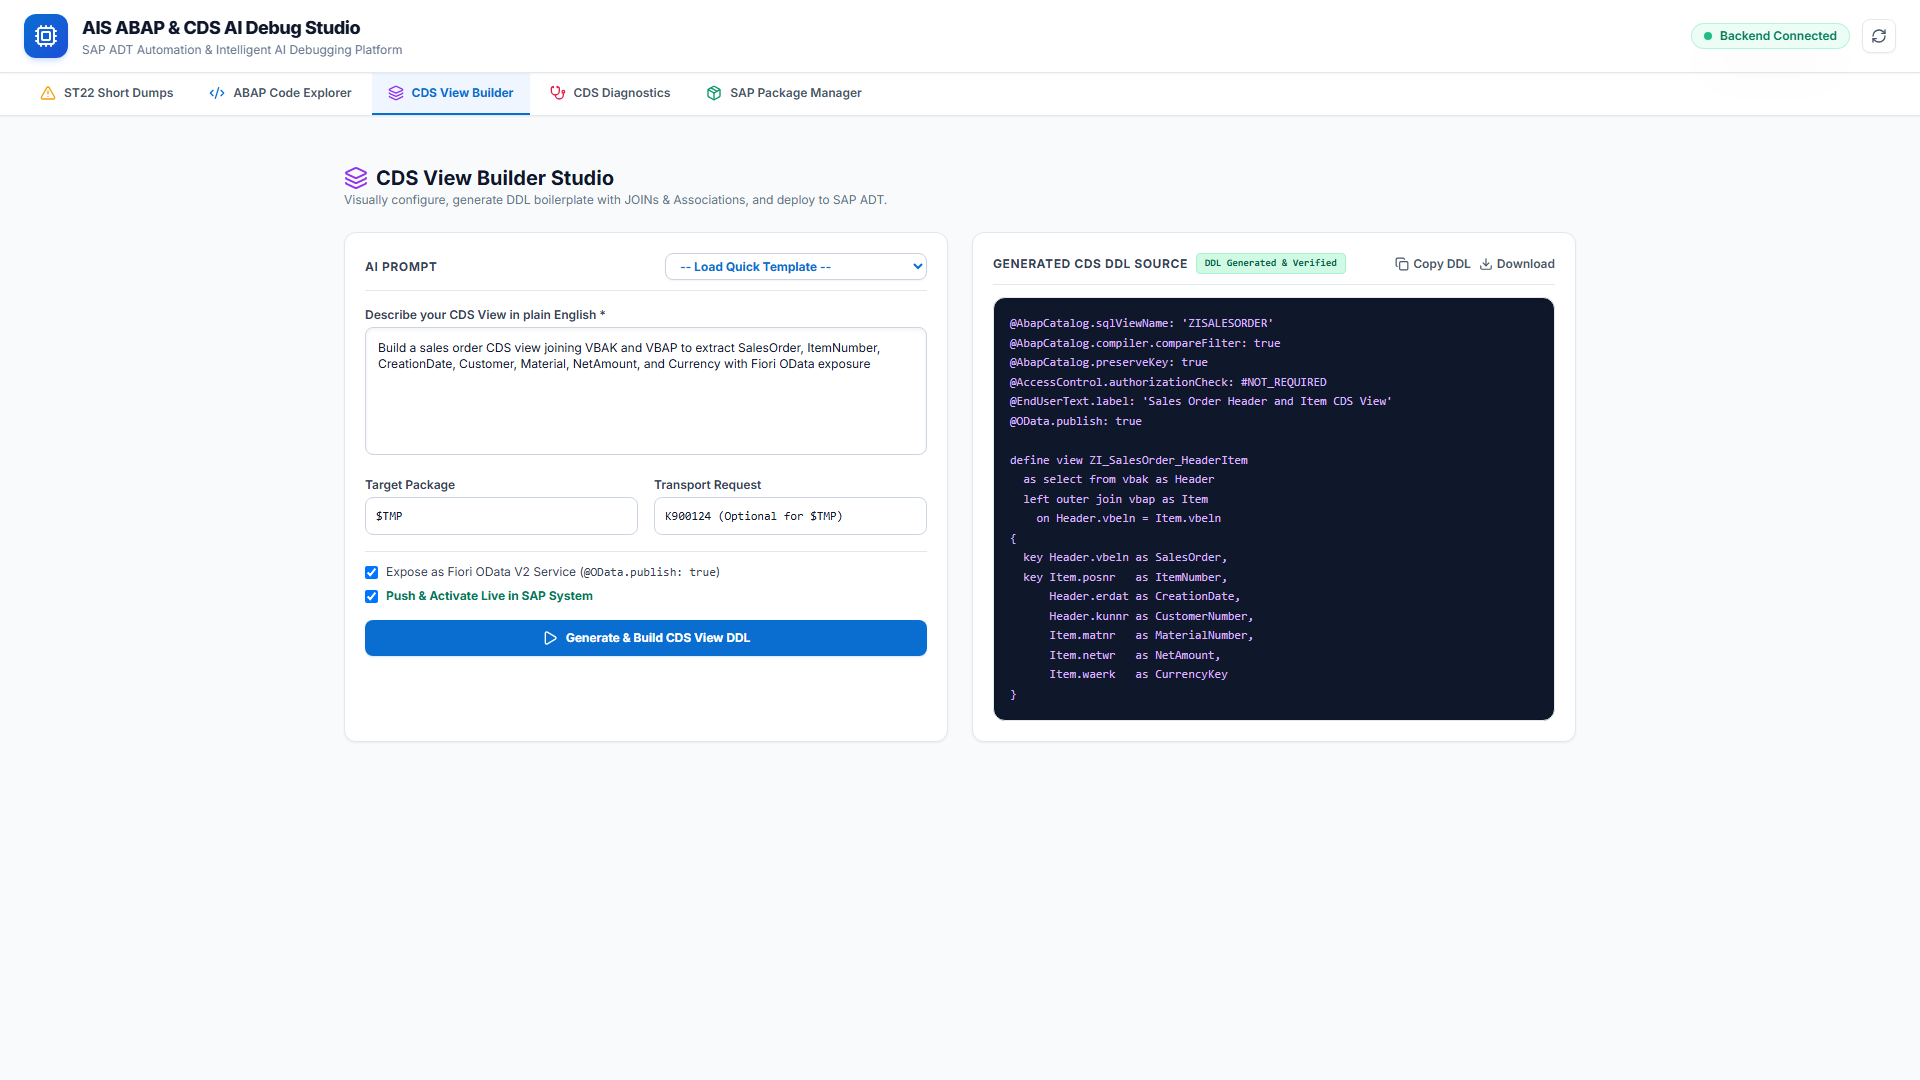 AIS ABAP & CDS AI Debug Studio
SAP ADT Automation & Intelligent AI Debugging Platform
Backend Connected
ST22 Short Dumps
ABAP Code Explorer
CDS View Builder
CDS Diagnostics
SAP Package Manager
CDS View Builder Studio
Visually configure, generate DDL boilerplate with JOINs & Associations, and deploy to SAP ADT.
AI PROMPT
-- Load Quick Template --
Describe your CDS View in plain English *
Build a sales order CDS view joining VBAK and VBAP to extract SalesOrder, ItemNumber,
CreationDate, Customer, Material, NetAmount, and Currency with Fiori OData exposure
Target Package
Transport Request
$TMP
K900124 (Optional for $TMP)
Expose as Fiori OData V2 Service (@OData.publish: true)
Push & Activate Live in SAP System
Generate & Build CDS View DDL
GENERATED CDS DDL SOURCE
DDL Generated & Verified
Copy DDL
Download
@AbapCatalog.sqlViewName: 'ZISALESORDER'
@AbapCatalog.compiler.compareFilter: true
@AbapCatalog.preserveKey: true
@AccessControl.authorizationCheck: #NOT_REQUIRED
@EndUserText.label: 'Sales Order Header and Item CDS View'
@OData.publish: true
define view ZI_SalesOrder_HeaderItem
as select from vbak as Header
left outer join vbap as Item
on Header.vbeln = Item.vbeln
{
key Header.vbeln as SalesOrder,
key Item.posnr as ItemNumber,
Header.erdat as CreationDate,
Header.kunnr as CustomerNumber,
Item.matnr as MaterialNumber,
Item.netwr as NetAmount,
Item.waerk as CurrencyKey
}